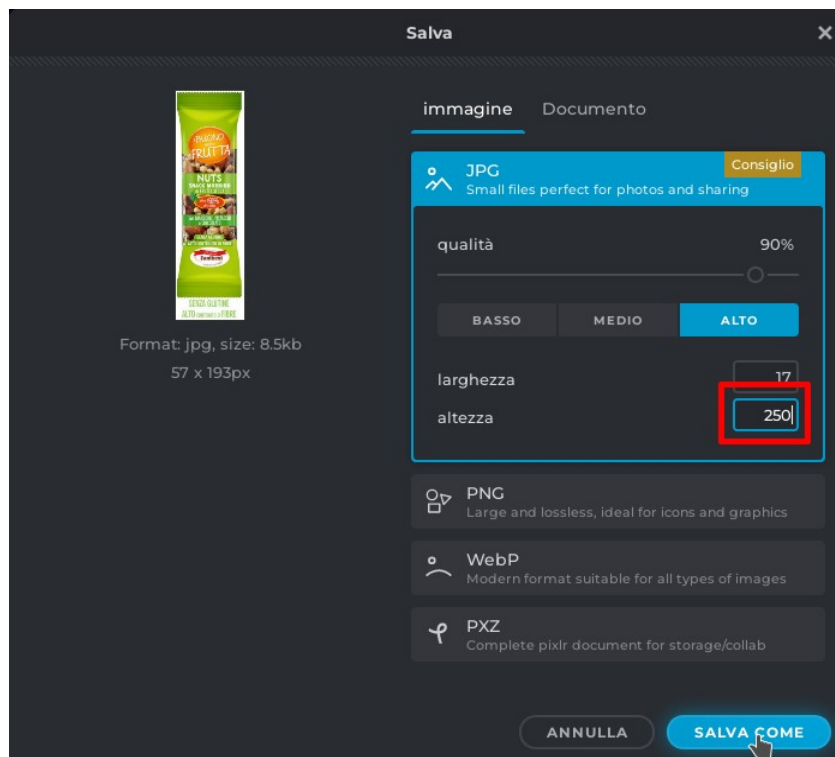 Salva
immagine Documento
JPG
Consiglio
Small files perfect for photos and sharing
qualità 90%
BASSO MEDIO ALTO
larghezza 17
altezza 250
PNG
Large and lossless, ideal for icons and graphics
WebP
Modern format suitable for all types of images
PXZ
Complete pixlr document for storage/collab
ANNULLA SALVA COME
FRUTTA
NUTS
SENZA GLUTINE
Format: jpg, size: 8.5kb
57 x 193px